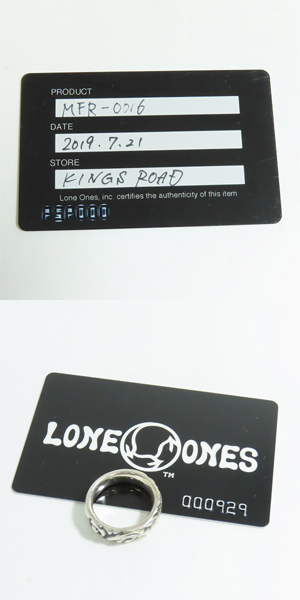 PRODUCT
MFR-0016
DATE
2019.7.21
STORE
KINGS ROAD
Lone Ones, inc. certifies the authenticity of this item
LONE ONES
TM
000929